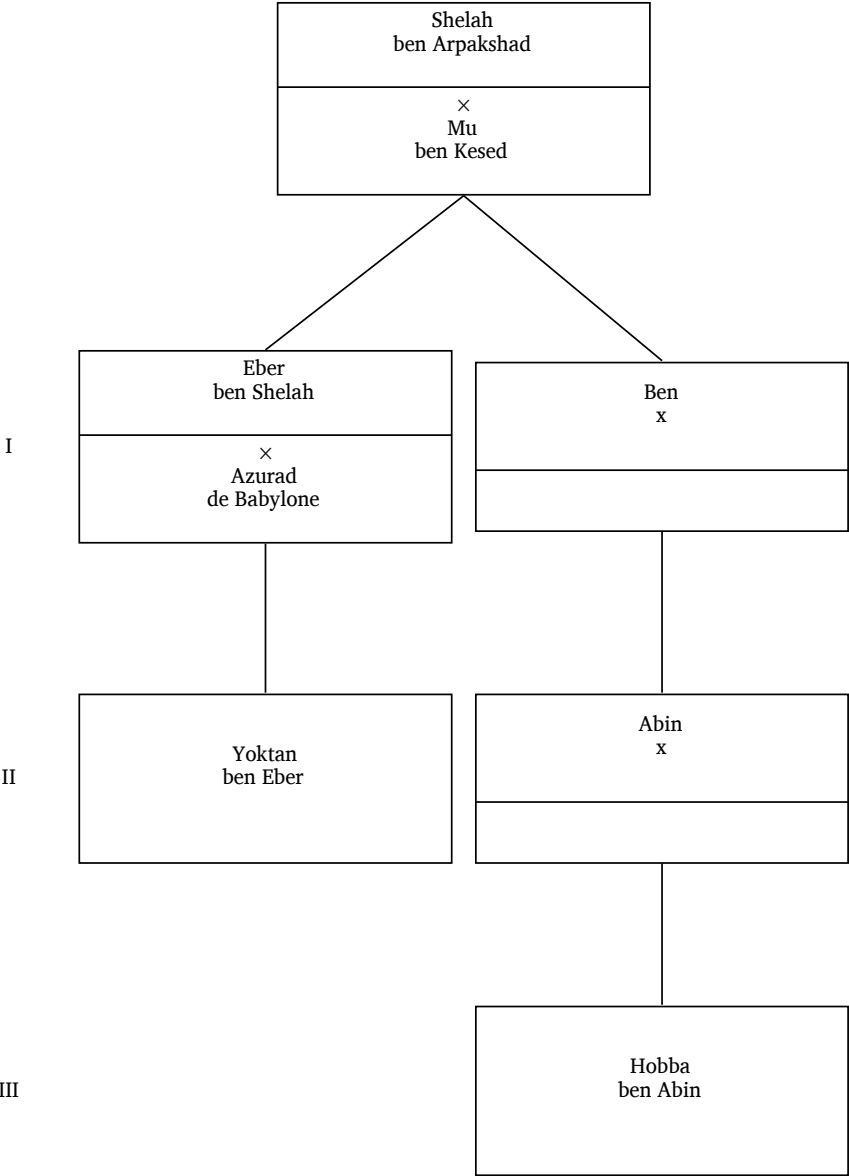 Shelah
ben Arpakshad
×
Mu
ben Kesed
I
Eber
ben Shelah
×
Azurad
de Babylone
Ben
x
II
Yoktan
ben Eber
Abin
x
III
Hobba
ben Abin